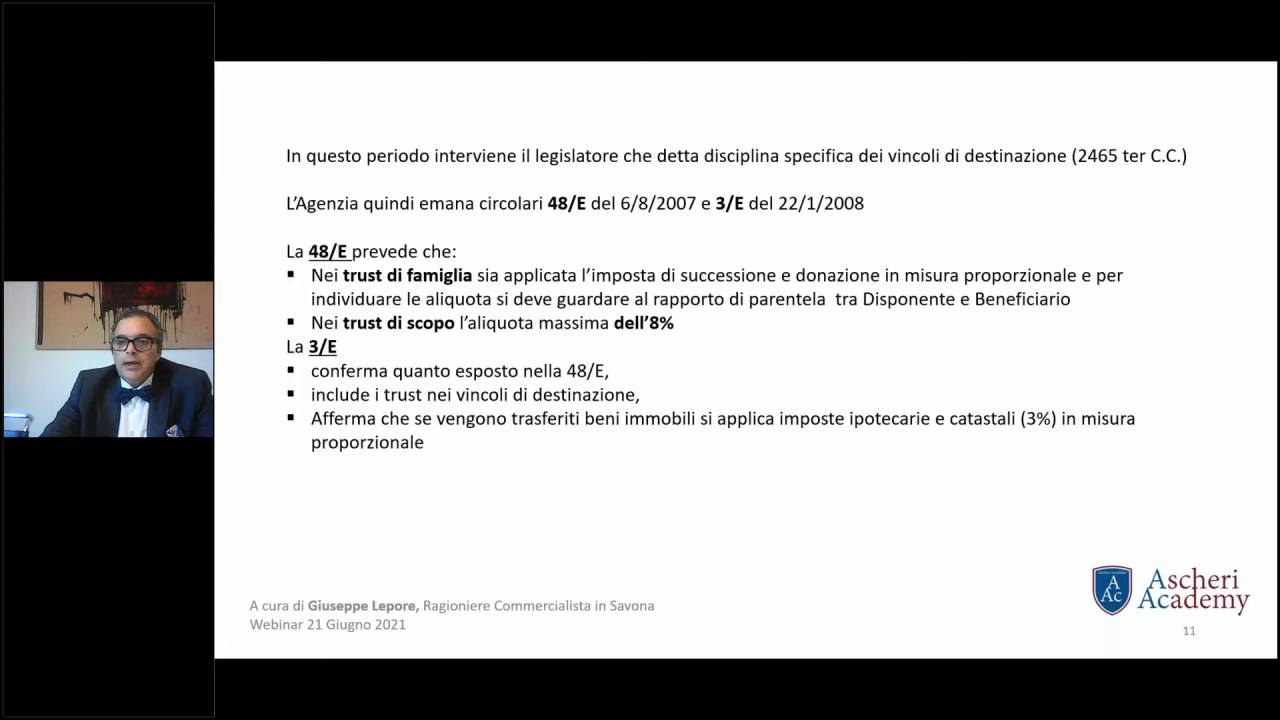 In questo periodo interviene il legislatore che detta disciplina specifica dei vincoli di destinazione (2465 ter C.C.)
L'Agenzia quindi emana circolari 48/E del 6/8/2007 e 3/E del 22/1/2008
La 48/E prevede che:
▪ Nei trust di famiglia sia applicata l'imposta di successione e donazione in misura proporzionale e per
individuare le aliquota si deve guardare al rapporto di parentela tra Disponente e Beneficiario
▪ Nei trust di scopo l'aliquota massima dell'8%
La 3/E
▪ conferma quanto esposto nella 48/E,
▪ include i trust nei vincoli di destinazione,
▪ Afferma che se vengono trasferiti beni immobili si applica imposte ipotecarie e catastali (3%) in misura
proporzionale
A cura di Giuseppe Lepore, Ragioniere Commercialista in Savona
Webinar 21 Giugno 2021
A
Ac
Ascheri
Academy
11